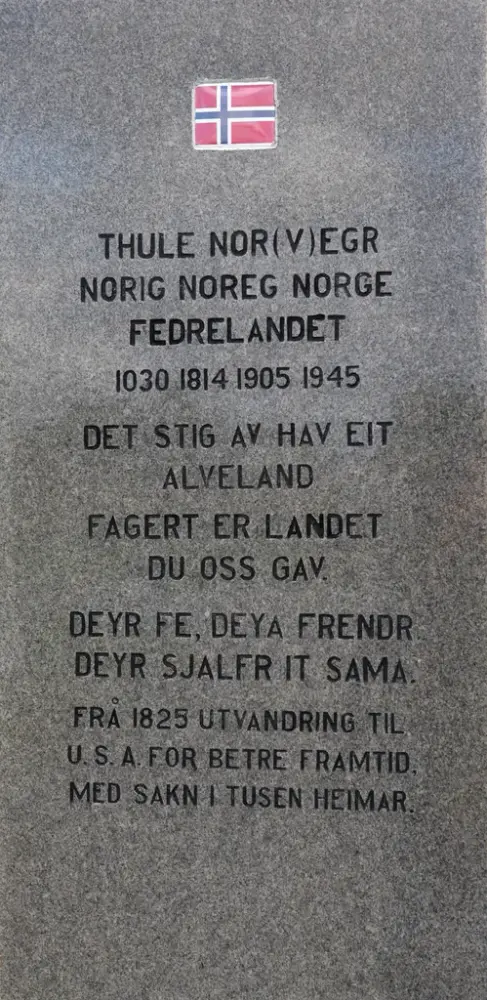 THULE NOR(V)EGR
NORIG NOREG NORGE
FEDRELANDET
1030 1814 1905 1945
DET STIG AV HAV EIT
ALVELAND
FAGERT ER LANDET
DU OSS GAV.
DEYR FE, DEYA FRENDR
DEYR SJALFR IT SAMA.
FRÅ 1825 UTVANDRING TIL
U.S.A. FOR BETRE FRAMTID,
MED SAKN I TUSEN HEIMAR.